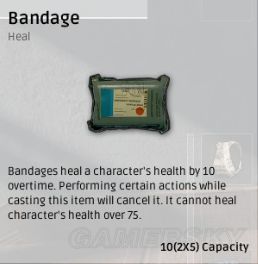 Bandage
Heal
Bandages heal a character's health by 10
overtime. Performing certain actions while
casting this item will cancel it. It cannot heal
character's health over 75.
GAMERSKY
10(2X5) Capacity